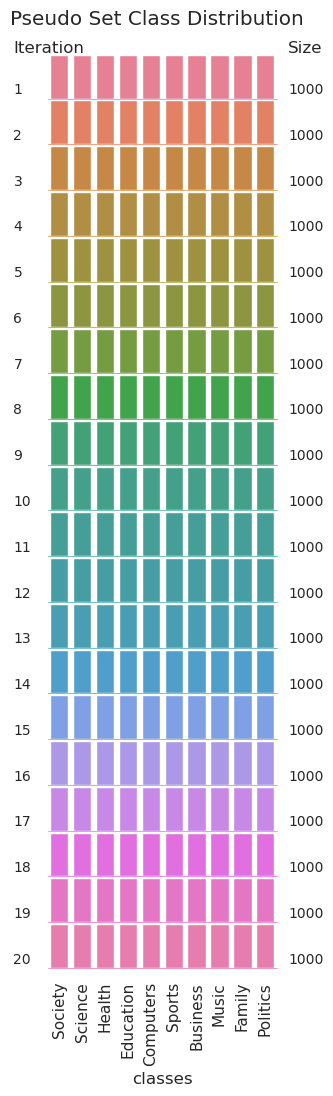 Pseudo Set Class Distribution
Iteration Size
1 1000
2 1000
3 1000
4 1000
5 1000
6 1000
7 1000
8 1000
9 1000
10 1000
11 1000
12 1000
13 1000
14 1000
15 1000
16 1000
17 1000
18 1000
19 1000
20 1000
Society
Science
Health
Education
Computers
Sports
Business
Music
Family
Politics
classes